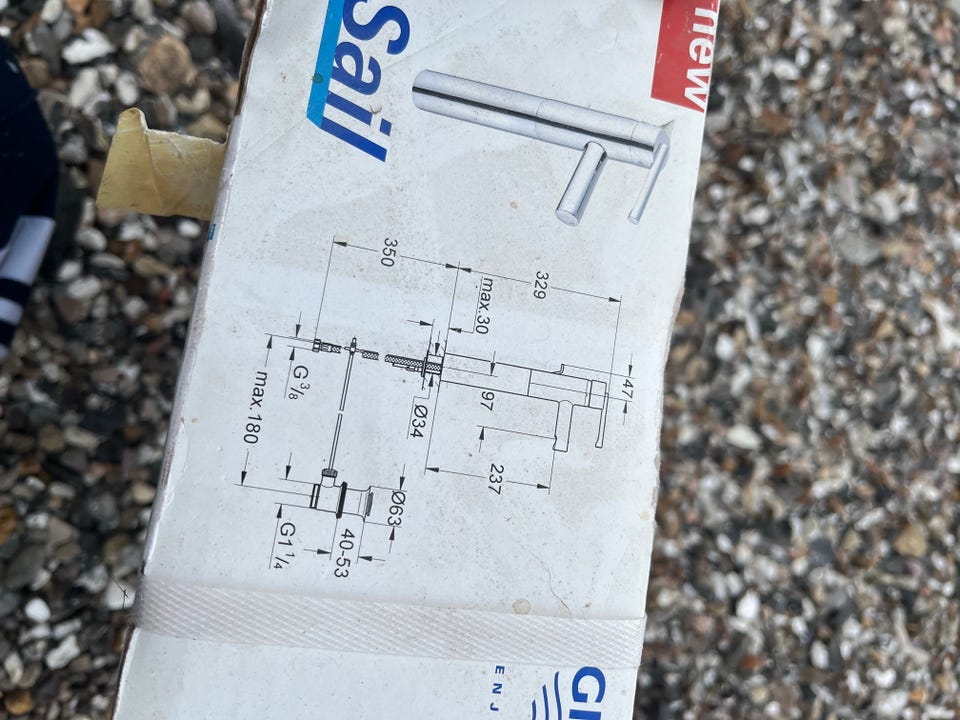 new
Sail
47
329
97
237
max.30
350
Ø34
Ø63
40-53
G 3/8
max.180
G1 1/4
E N J